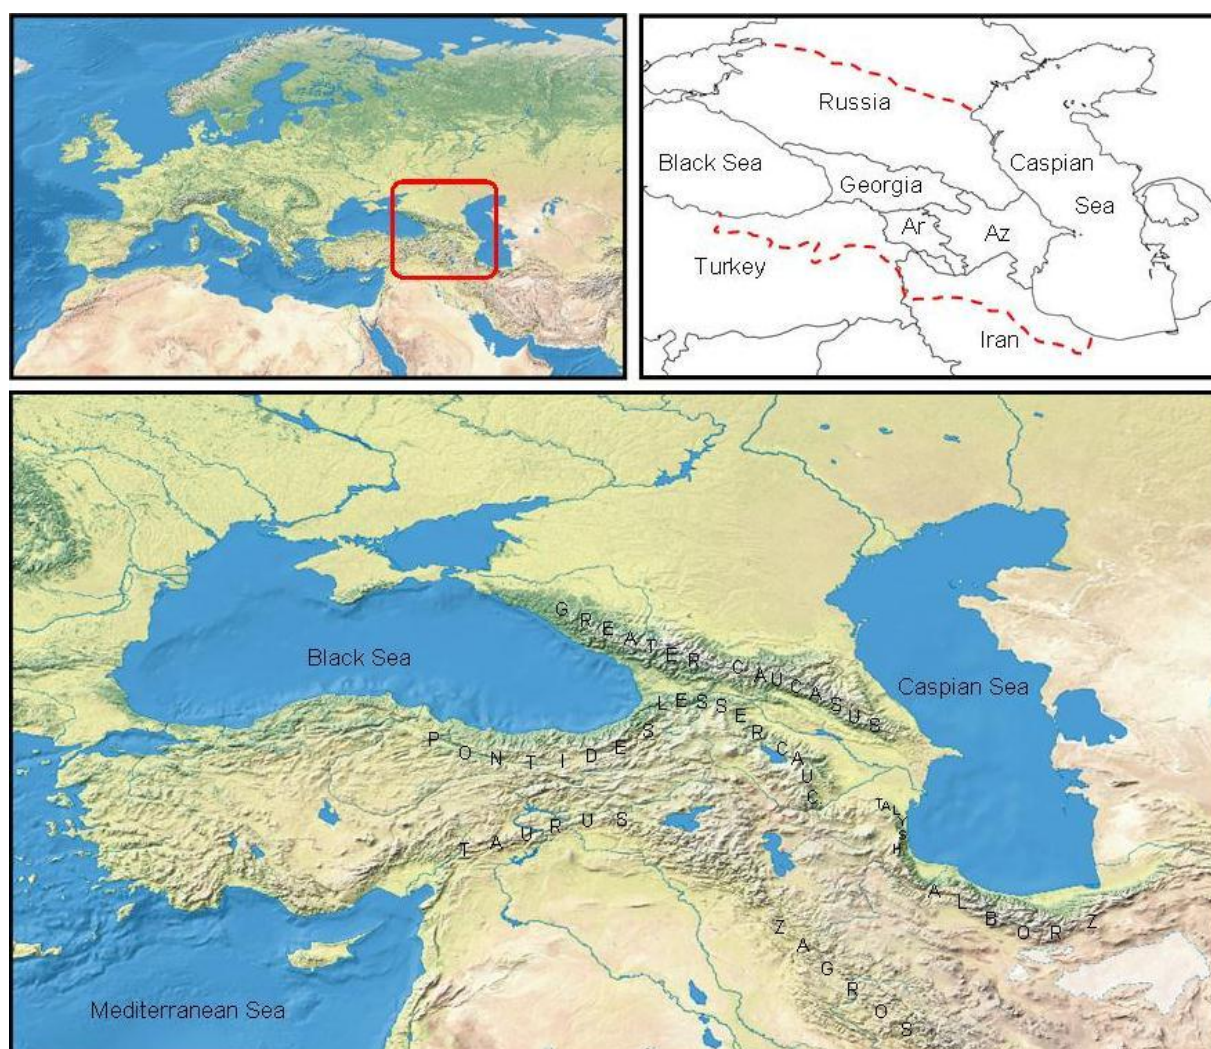 Russia
Black Sea
Caspian
Sea
Georgia
Ar
Az
Turkey
Iran
GREATER CAUCASUS
Black Sea
Caspian Sea
LESSER CAUC
PONTIDES
TALYSH
TAURUS
ALBORZ
ZAGROS
Mediterranean Sea